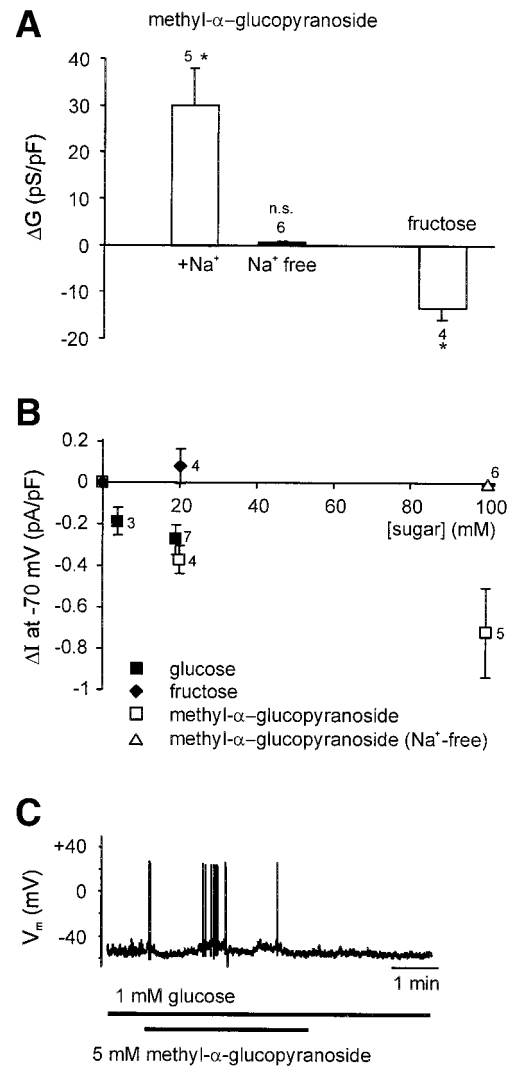 A
methyl-α−glucopyranoside
ΔG (pS/pF)
40
30
20
10
0
-10
-20
5 *
n.s.
6
+Na⁺
Na⁺ free
fructose
4
*
B
ΔI at -70 mV (pA/pF)
0.2
0
-0.2
-0.4
-0.6
-0.8
-1
20 40 60 80 100
[sugar] (mM)
4
6
3
7
4
5
glucose
fructose
methyl-α−glucopyranoside
methyl-α−glucopyranoside (Na⁺-free)
C
Vm (mV)
+40
0
-40
1 min
1 mM glucose
5 mM methyl-α-glucopyranoside